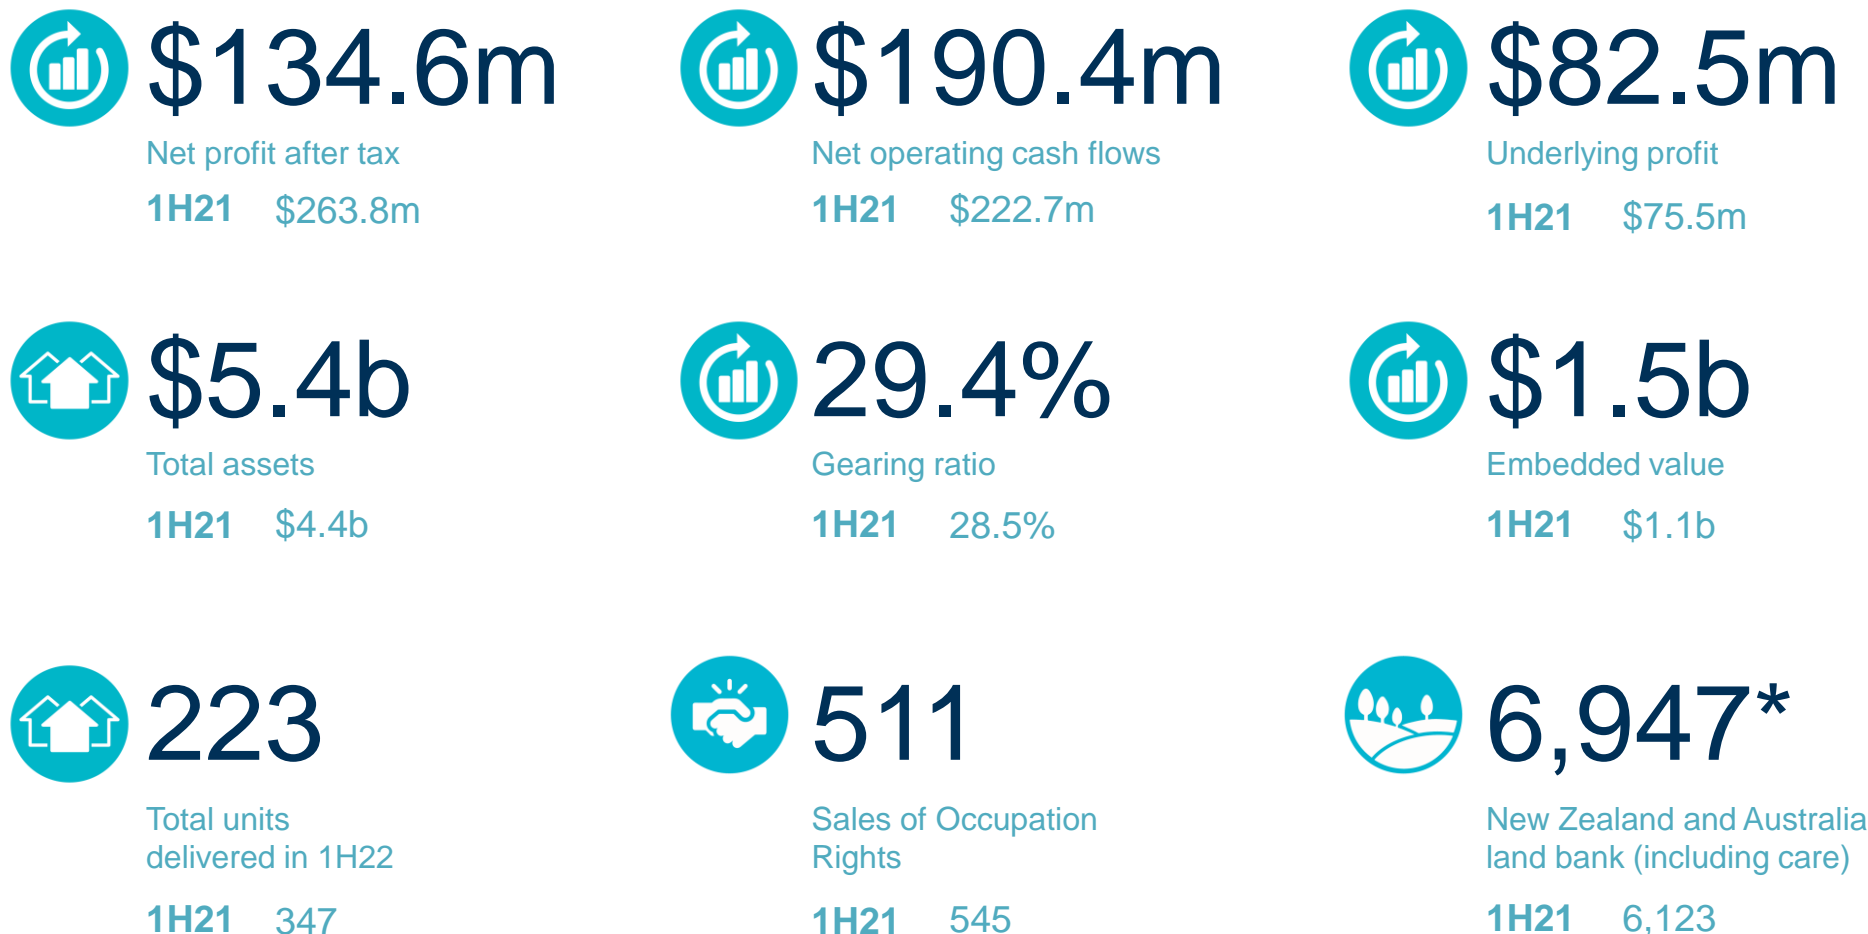 $134.6m
Net profit after tax
1H21 $263.8m
$190.4m
Net operating cash flows
1H21 $222.7m
$82.5m
Underlying profit
1H21 $75.5m
$5.4b
Total assets
1H21 $4.4b
29.4%
Gearing ratio
1H21 28.5%
$1.5b
Embedded value
1H21 $1.1b
223
Total units
delivered in 1H22
1H21 347
511
Sales of Occupation
Rights
1H21 545
6,947*
New Zealand and Australia
land bank (including care)
1H21 6,123